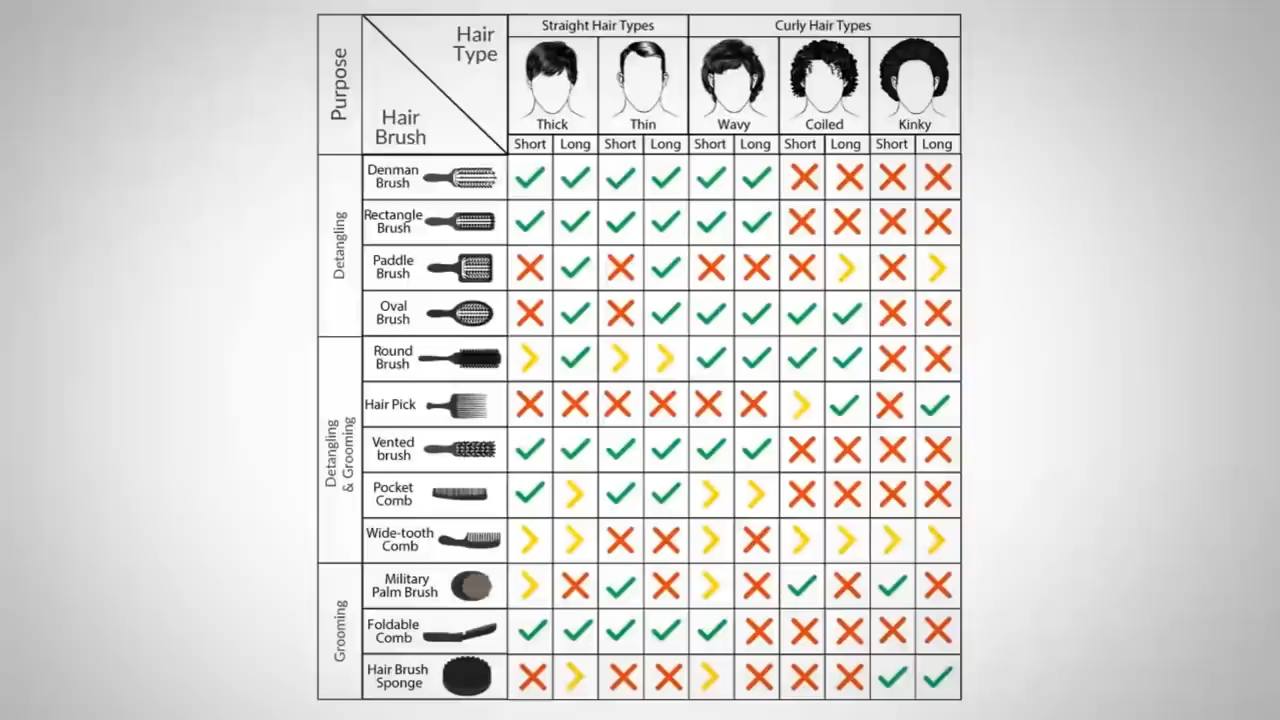 Purpose
Hair
Type
Hair
Brush
Straight Hair Types
Curly Hair Types
Thick
Thin
Wavy
Coiled
Kinky
Short
Long
Short
Long
Short
Long
Short
Long
Short
Long
Detangling
Denman
Brush
Rectangle
Brush
Paddle
Brush
Oval
Brush
Detangling
& Grooming
Round
Brush
Hair Pick
Vented
brush
Pocket
Comb
Wide-tooth
Comb
Grooming
Military
Palm Brush
Foldable
Comb
Hair Brush
Sponge